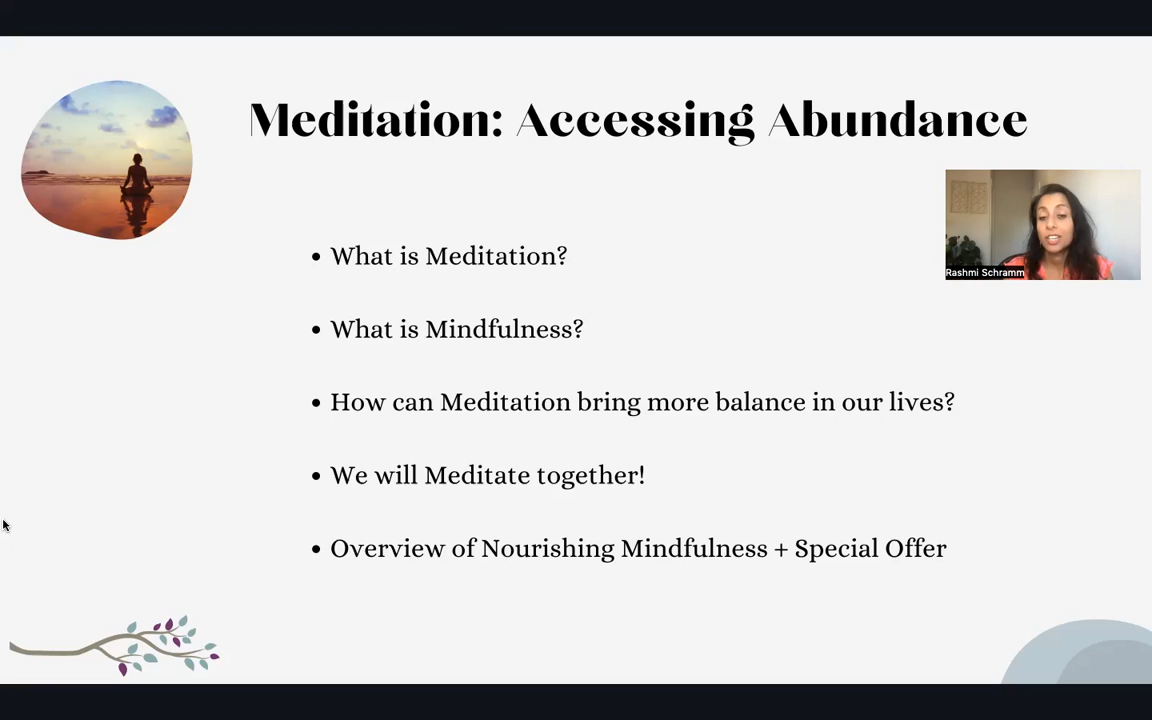 Meditation: Accessing Abundance
Rashmi Schramm
• What is Meditation?
• What is Mindfulness?
• How can Meditation bring more balance in our lives?
• We will Meditate together!
• Overview of Nourishing Mindfulness + Special Offer